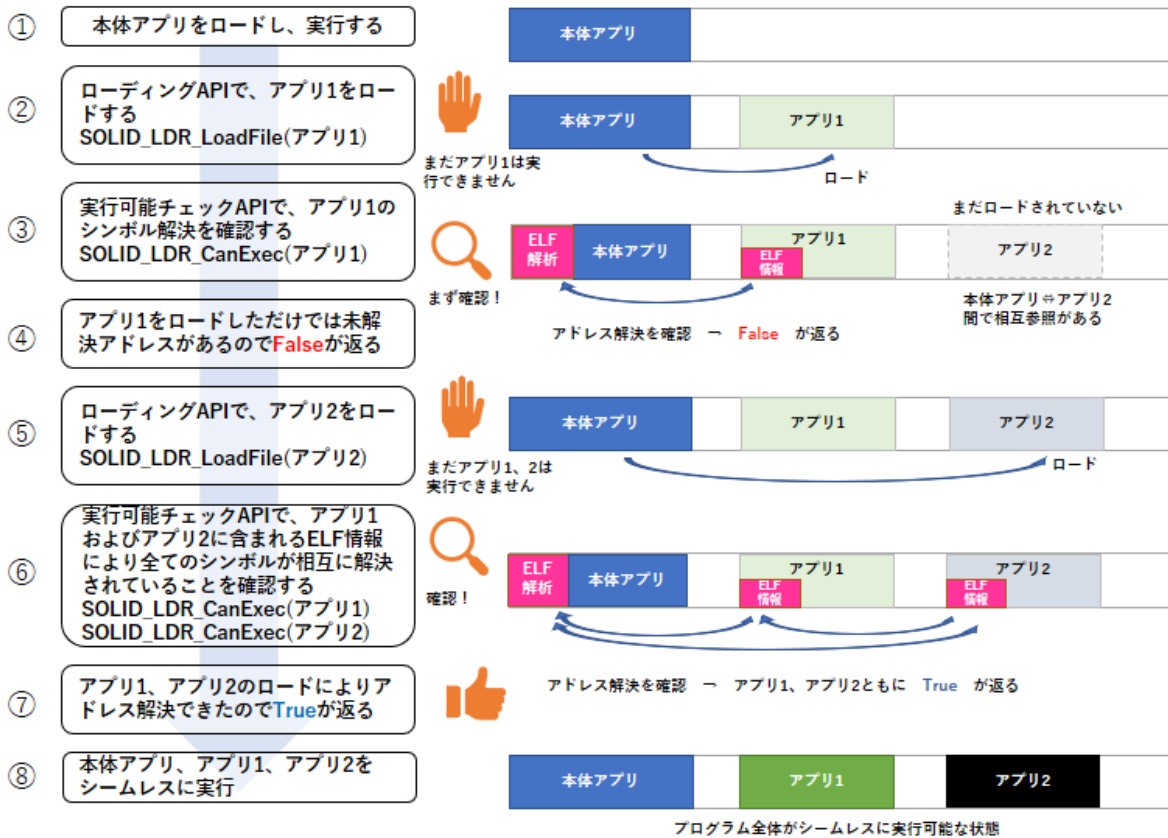 ①
本体アプリをロードし、実行する
本体アプリ
②
ローディングAPIで、アプリ1をロー
ドする
SOLID_LDR_LoadFile(アプリ1)
まだアプリ1は実
行できません
本体アプリ
アプリ1
ロード
③
実行可能チェックAPIで、アプリ1の
シンボル解決を確認する
SOLID_LDR_CanExec(アプリ1)
まず確認！
ELF
解析
本体アプリ
アプリ1
ELF
情報
まだロードされていない
アプリ2
本体アプリ⇔アプリ2
間で相互参照がある
④
アプリ1をロードしただけでは未解
決アドレスがあるのでFalseが返る
アドレス解決を確認 → False が返る
⑤
ローディングAPIで、アプリ2をロー
ドする
SOLID_LDR_LoadFile(アプリ2)
まだアプリ1、2は
実行できません
本体アプリ
アプリ1
アプリ2
ロード
⑥
実行可能チェックAPIで、アプリ1
およびアプリ2に含まれるELF情報
により全てのシンボルが相互に解決
されていることを確認する
SOLID_LDR_CanExec(アプリ1)
SOLID_LDR_CanExec(アプリ2)
確認！
ELF
解析
本体アプリ
アプリ1
ELF
情報
アプリ2
ELF
情報
⑦
アプリ1、アプリ2のロードによりア
ドレス解決できたのでTrueが返る
アドレス解決を確認 → アプリ1、アプリ2ともに True が返る
⑧
本体アプリ、アプリ1、アプリ2を
シームレスに実行
本体アプリ
アプリ1
アプリ2
プログラム全体がシームレスに実行可能な状態